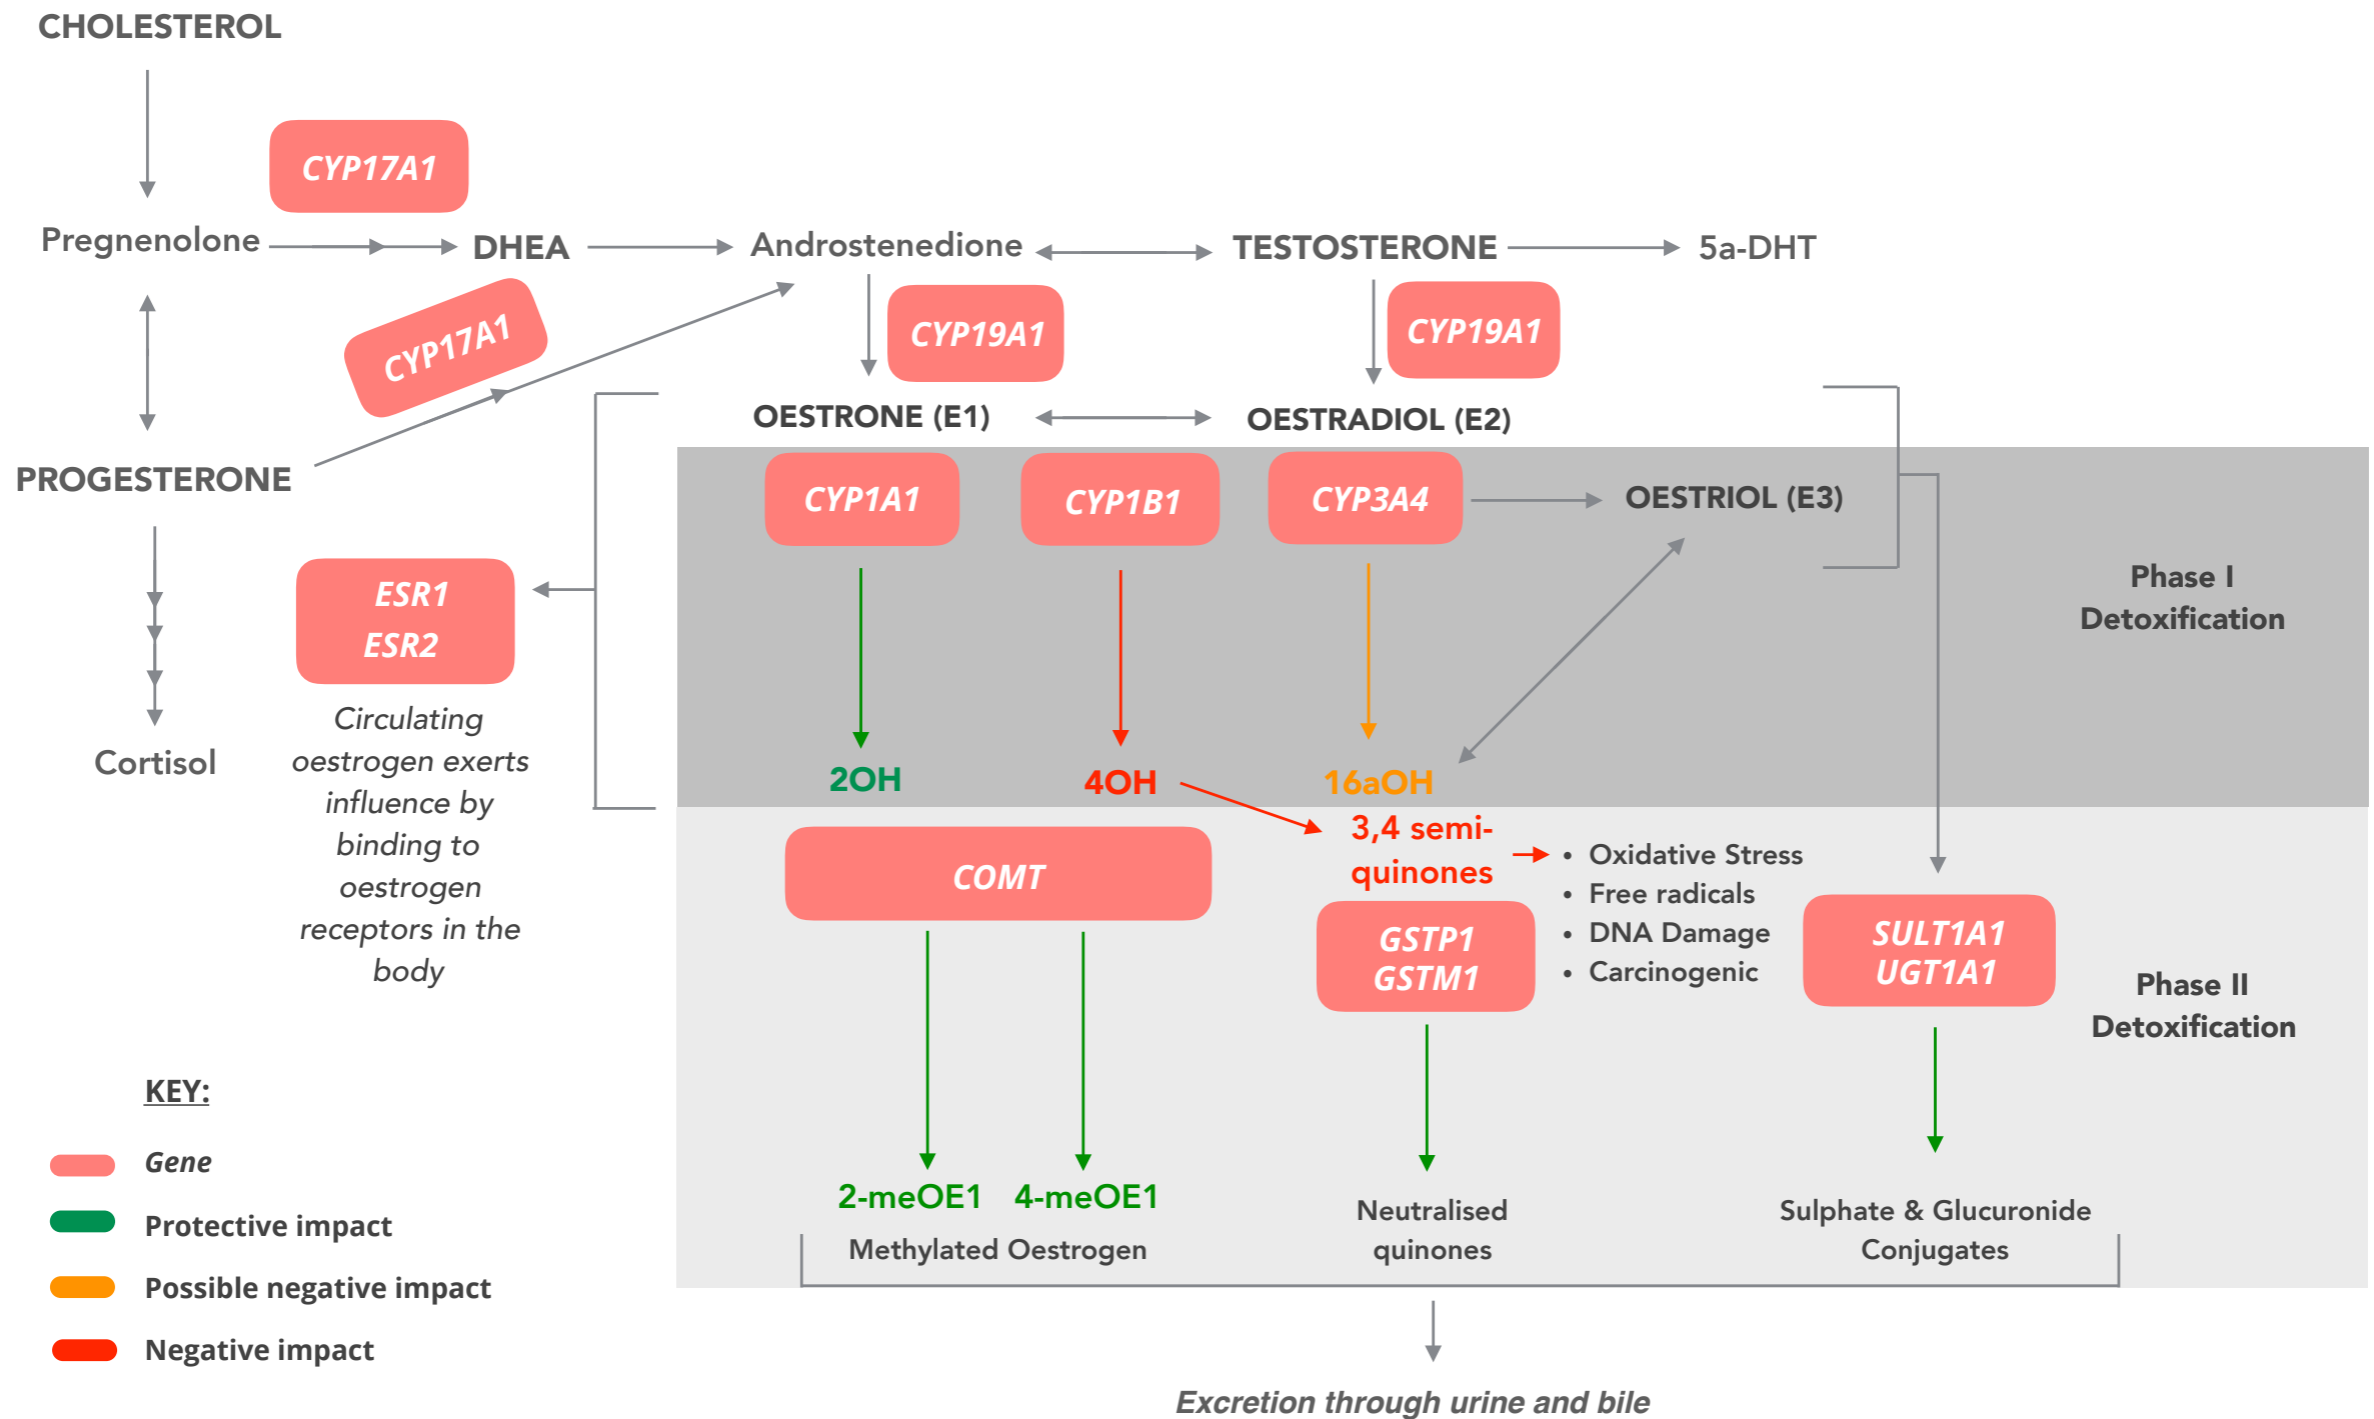 CHOLESTEROL
CYP17A1
Pregnenolone
DHEA
Androstenedione
TESTOSTERONE
5a-DHT
CYP17A1
CYP19A1
CYP19A1
OESTRONE (E1)
OESTRADIOL (E2)
PROGESTERONE
CYP1A1
CYP1B1
CYP3A4
OESTRIOL (E3)
Phase I
Detoxification
ESR1
ESR2
Circulating
oestrogen exerts
influence by
binding to
oestrogen
receptors in the
body
Cortisol
2OH
4OH
16aOH
3,4 semi-
quinones
• Oxidative Stress
• Free radicals
• DNA Damage
• Carcinogenic
COMT
GSTP1
GSTM1
SULT1A1
UGT1A1
Phase II
Detoxification
2-meOE1
4-meOE1
Methylated Oestrogen
Neutralised
quinones
Sulphate & Glucuronide
Conjugates
Excretion through urine and bile
KEY:
Gene
Protective impact
Possible negative impact
Negative impact